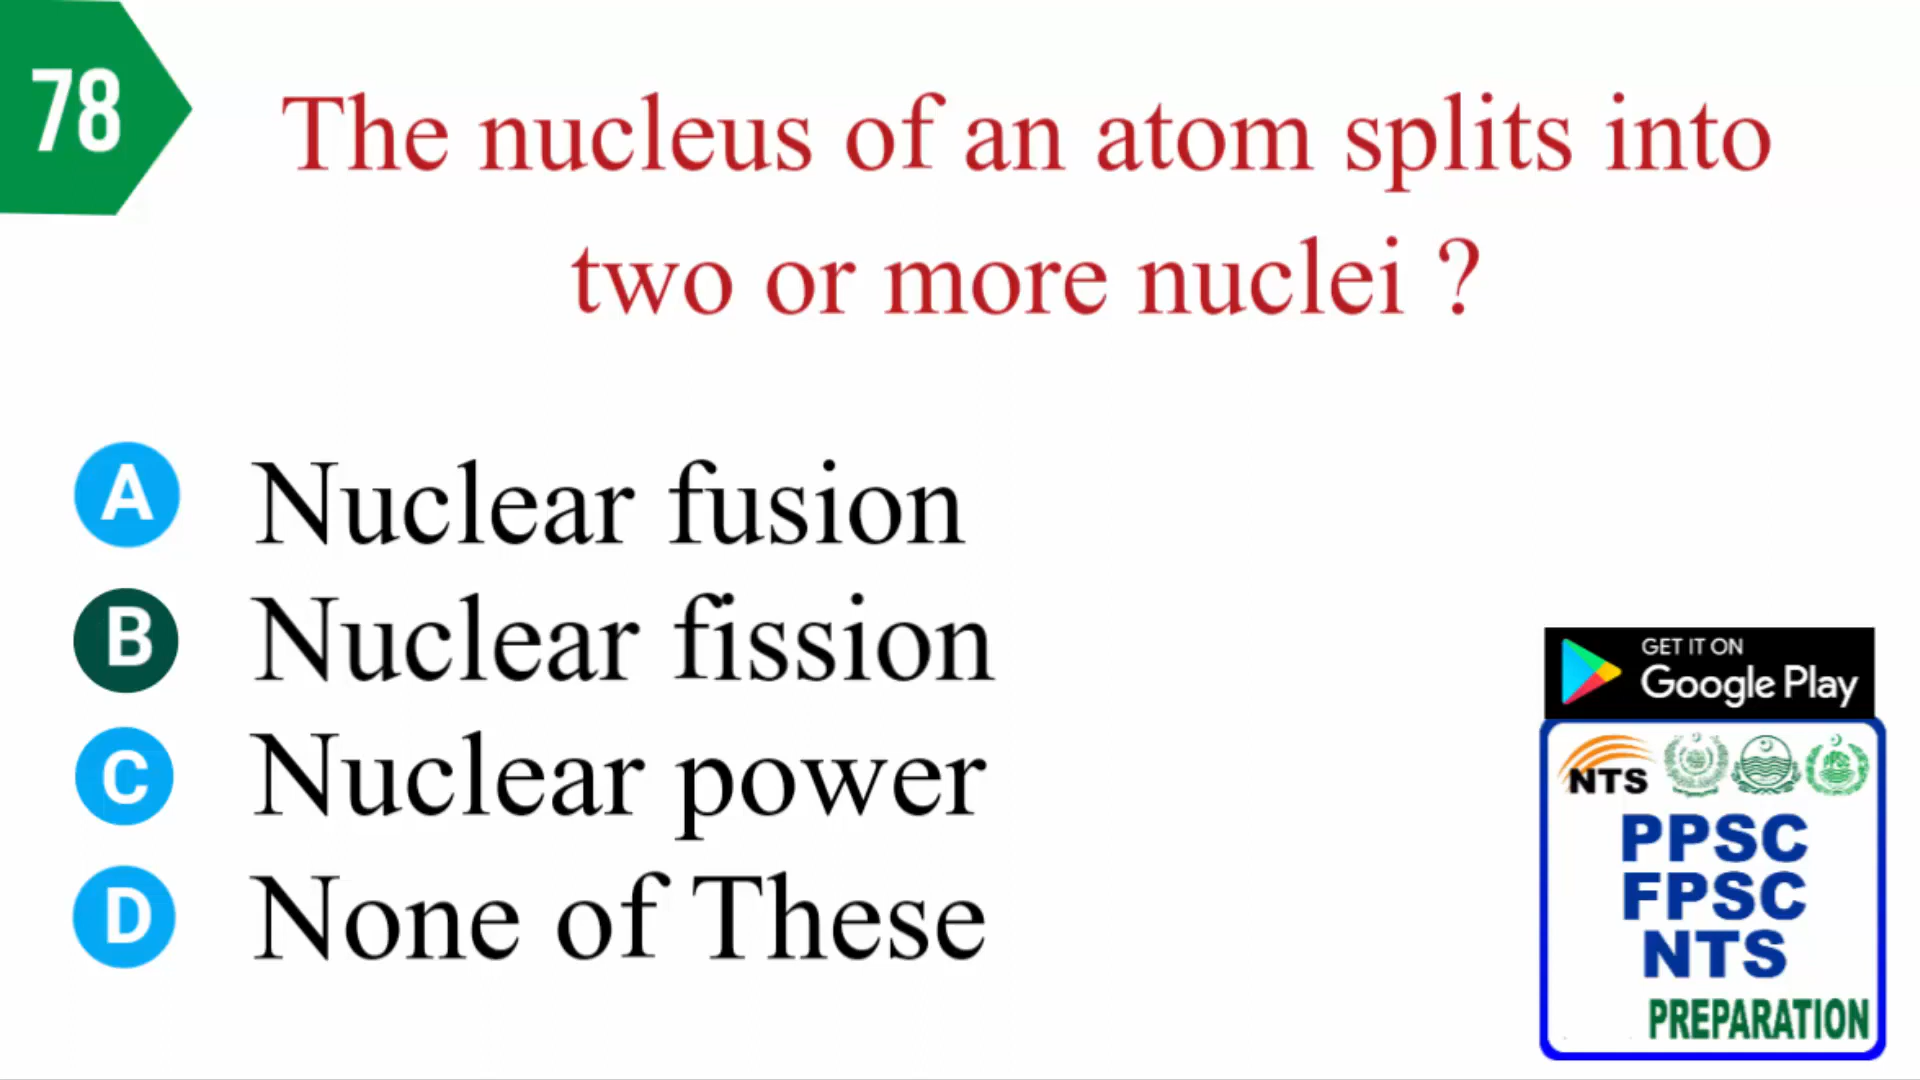 78
The nucleus of an atom splits into
two or more nuclei ?
A Nuclear fusion
B Nuclear fission
C Nuclear power
D None of These
GET IT ON
Google Play
NTS
PPSC
FPSC
NTS
PREPARATION